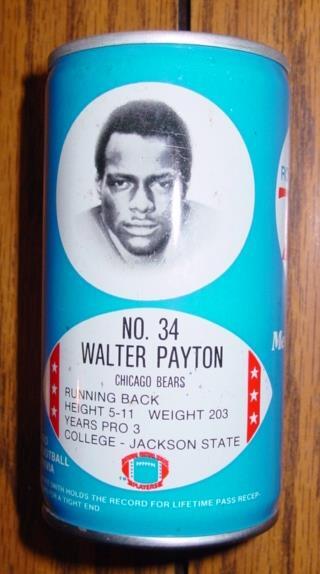 NO. 34
WALTER PAYTON
CHICAGO BEARS
RUNNING BACK
HEIGHT 5-11 WEIGHT 203
YEARS PRO 3
COLLEGE - JACKSON STATE
PLAYERS
SMITH HOLDS THE RECORD FOR LIFETIME PASS RECEP-
FOR A TIGHT END